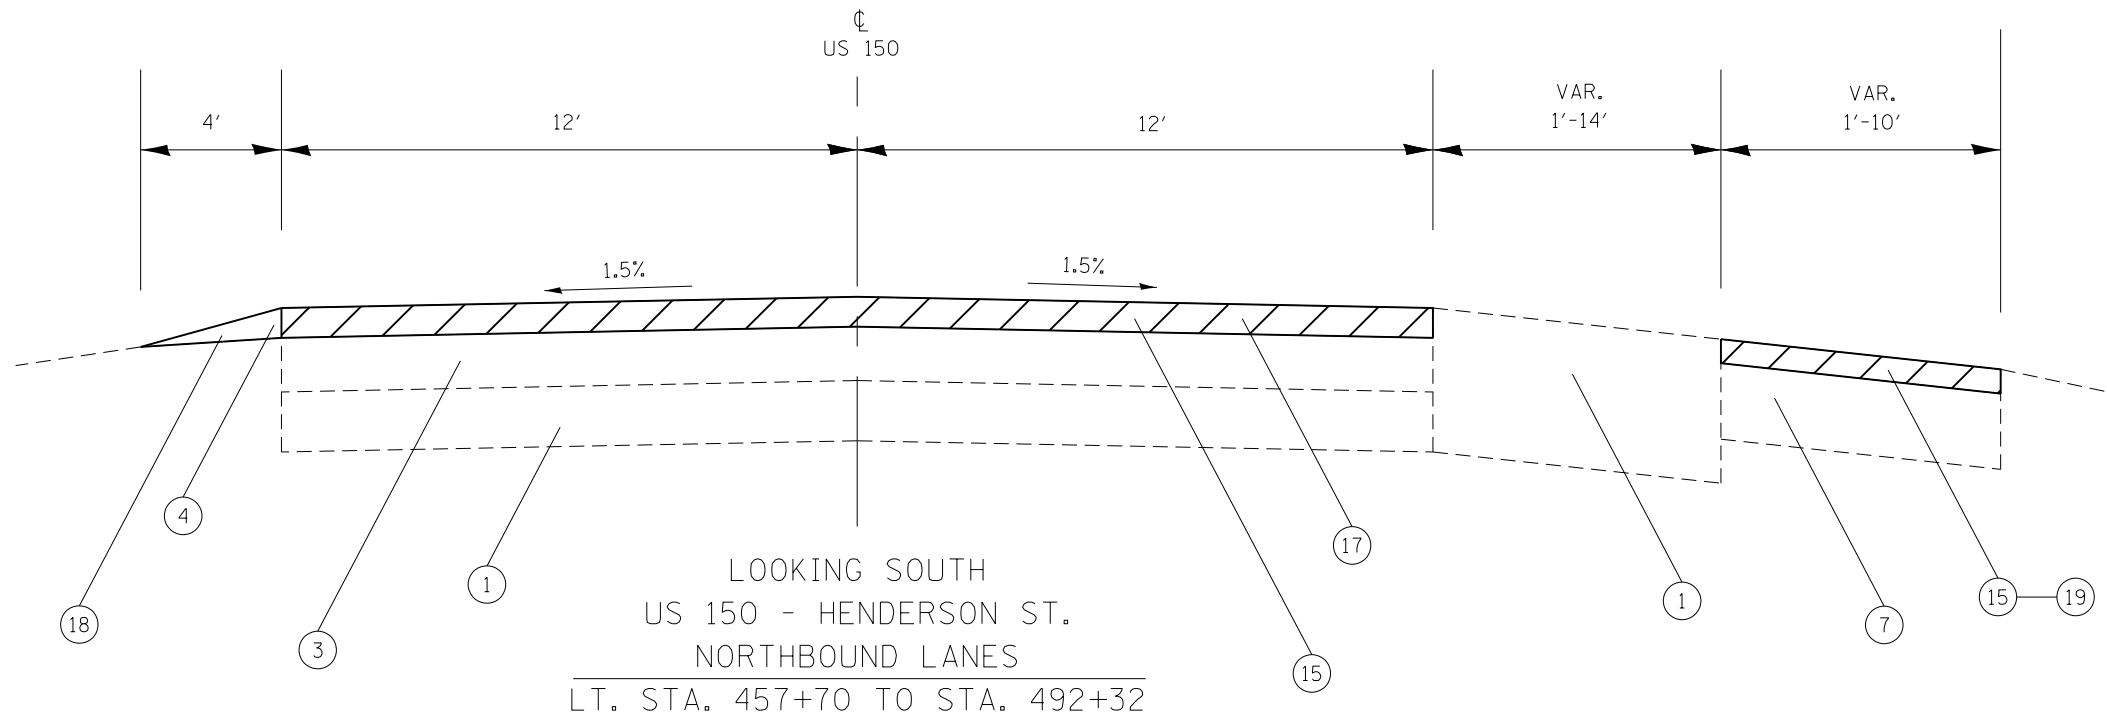 ℄
US 150
4'
12'
12'
VAR.
1'-14'
VAR.
1'-10'
1.5%
1.5%
4
18
3
1
17
15
1
7
15
19
LOOKING SOUTH
US 150 - HENDERSON ST.
NORTHBOUND LANES
LT. STA. 457+70 TO STA. 492+32